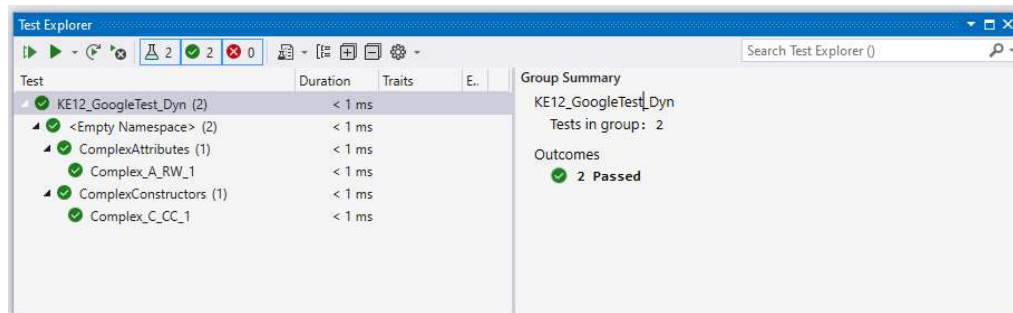 Test Explorer
2 2 0 Search Test Explorer ()
Test Duration Traits E..
KE12_GoogleTest_Dyn (2) < 1 ms
<Empty Namespace> (2) < 1 ms
ComplexAttributes (1) < 1 ms
Complex_A_RW_1 < 1 ms
ComplexConstructors (1) < 1 ms
Complex_C_CC_1 < 1 ms
Group Summary
KE12_GoogleTest_Dyn
Tests in group: 2
Outcomes
2 Passed